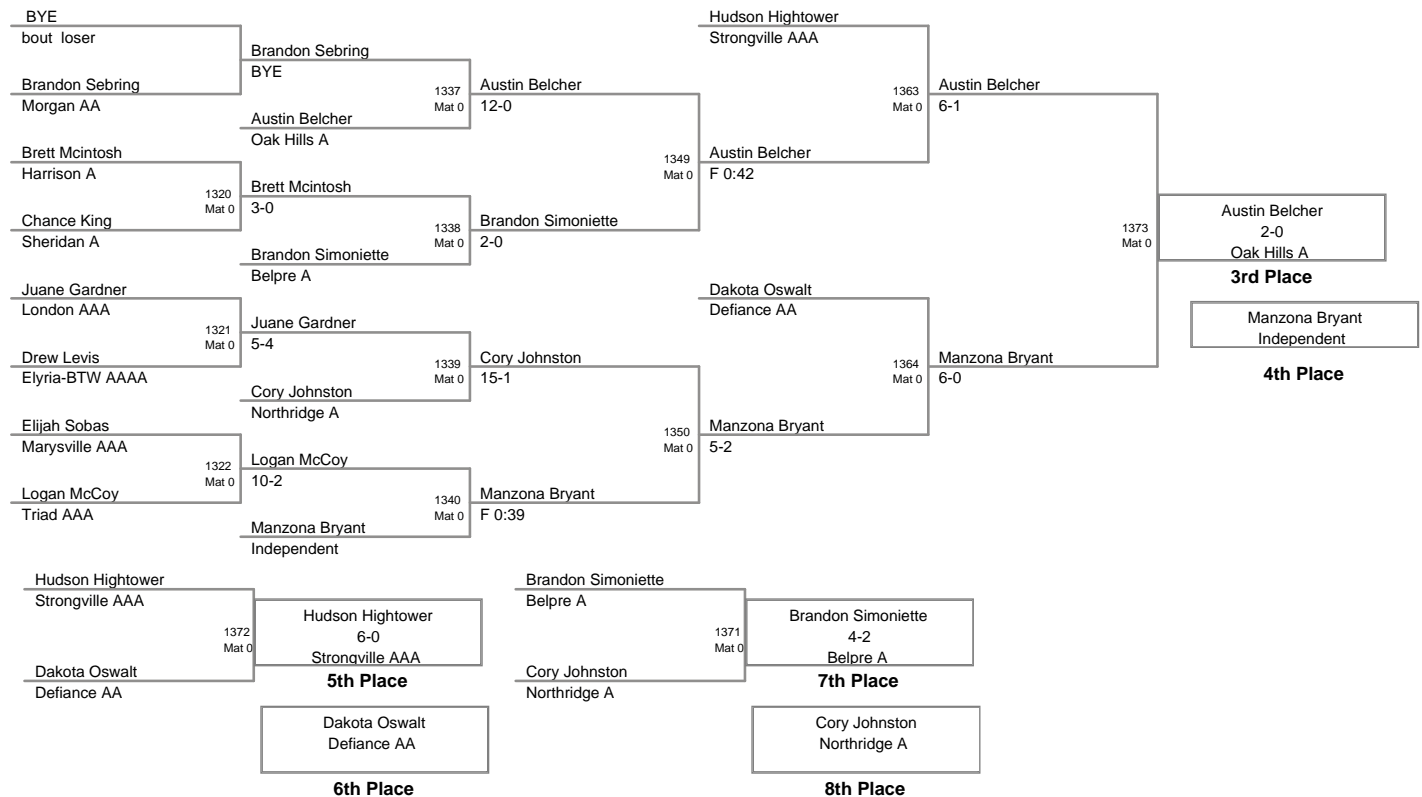 BYE
bout loser
Brandon Sebring
Morgan AA
Brett Mcintosh
Harrison A
1320
Mat 0
Chance King
Sheridan A
Juane Gardner
London AAA
1321
Mat 0
Drew Levis
Elyria-BTW AAAA
Elijah Sobas
Marysville AAA
1322
Mat 0
Logan McCoy
Triad AAA
Brandon Sebring
BYE
1337
Mat 0
Austin Belcher
Oak Hills A
Brett Mcintosh
3-0
1338
Mat 0
Brandon Simoniette
Belpre A
Juane Gardner
5-4
1339
Mat 0
Cory Johnston
Northridge A
Logan McCoy
10-2
1340
Mat 0
Manzona Bryant
Independent
Austin Belcher
12-0
1349
Mat 0
Brandon Simoniette
2-0
Cory Johnston
15-1
1350
Mat 0
Manzona Bryant
F 0:39
Hudson Hightower
Strongville AAA
1363
Mat 0
Austin Belcher
F 0:42
Dakota Oswalt
Defiance AA
1364
Mat 0
Manzona Bryant
5-2
Austin Belcher
6-1
1373
Mat 0
Manzona Bryant
6-0
Austin Belcher
2-0
Oak Hills A
3rd Place
Manzona Bryant
Independent
4th Place
Hudson Hightower
Strongville AAA
1372
Mat 0
Dakota Oswalt
Defiance AA
Hudson Hightower
6-0
Strongville AAA
5th Place
Dakota Oswalt
Defiance AA
6th Place
Brandon Simoniette
Belpre A
1371
Mat 0
Cory Johnston
Northridge A
Brandon Simoniette
4-2
Belpre A
7th Place
Cory Johnston
Northridge A
8th Place